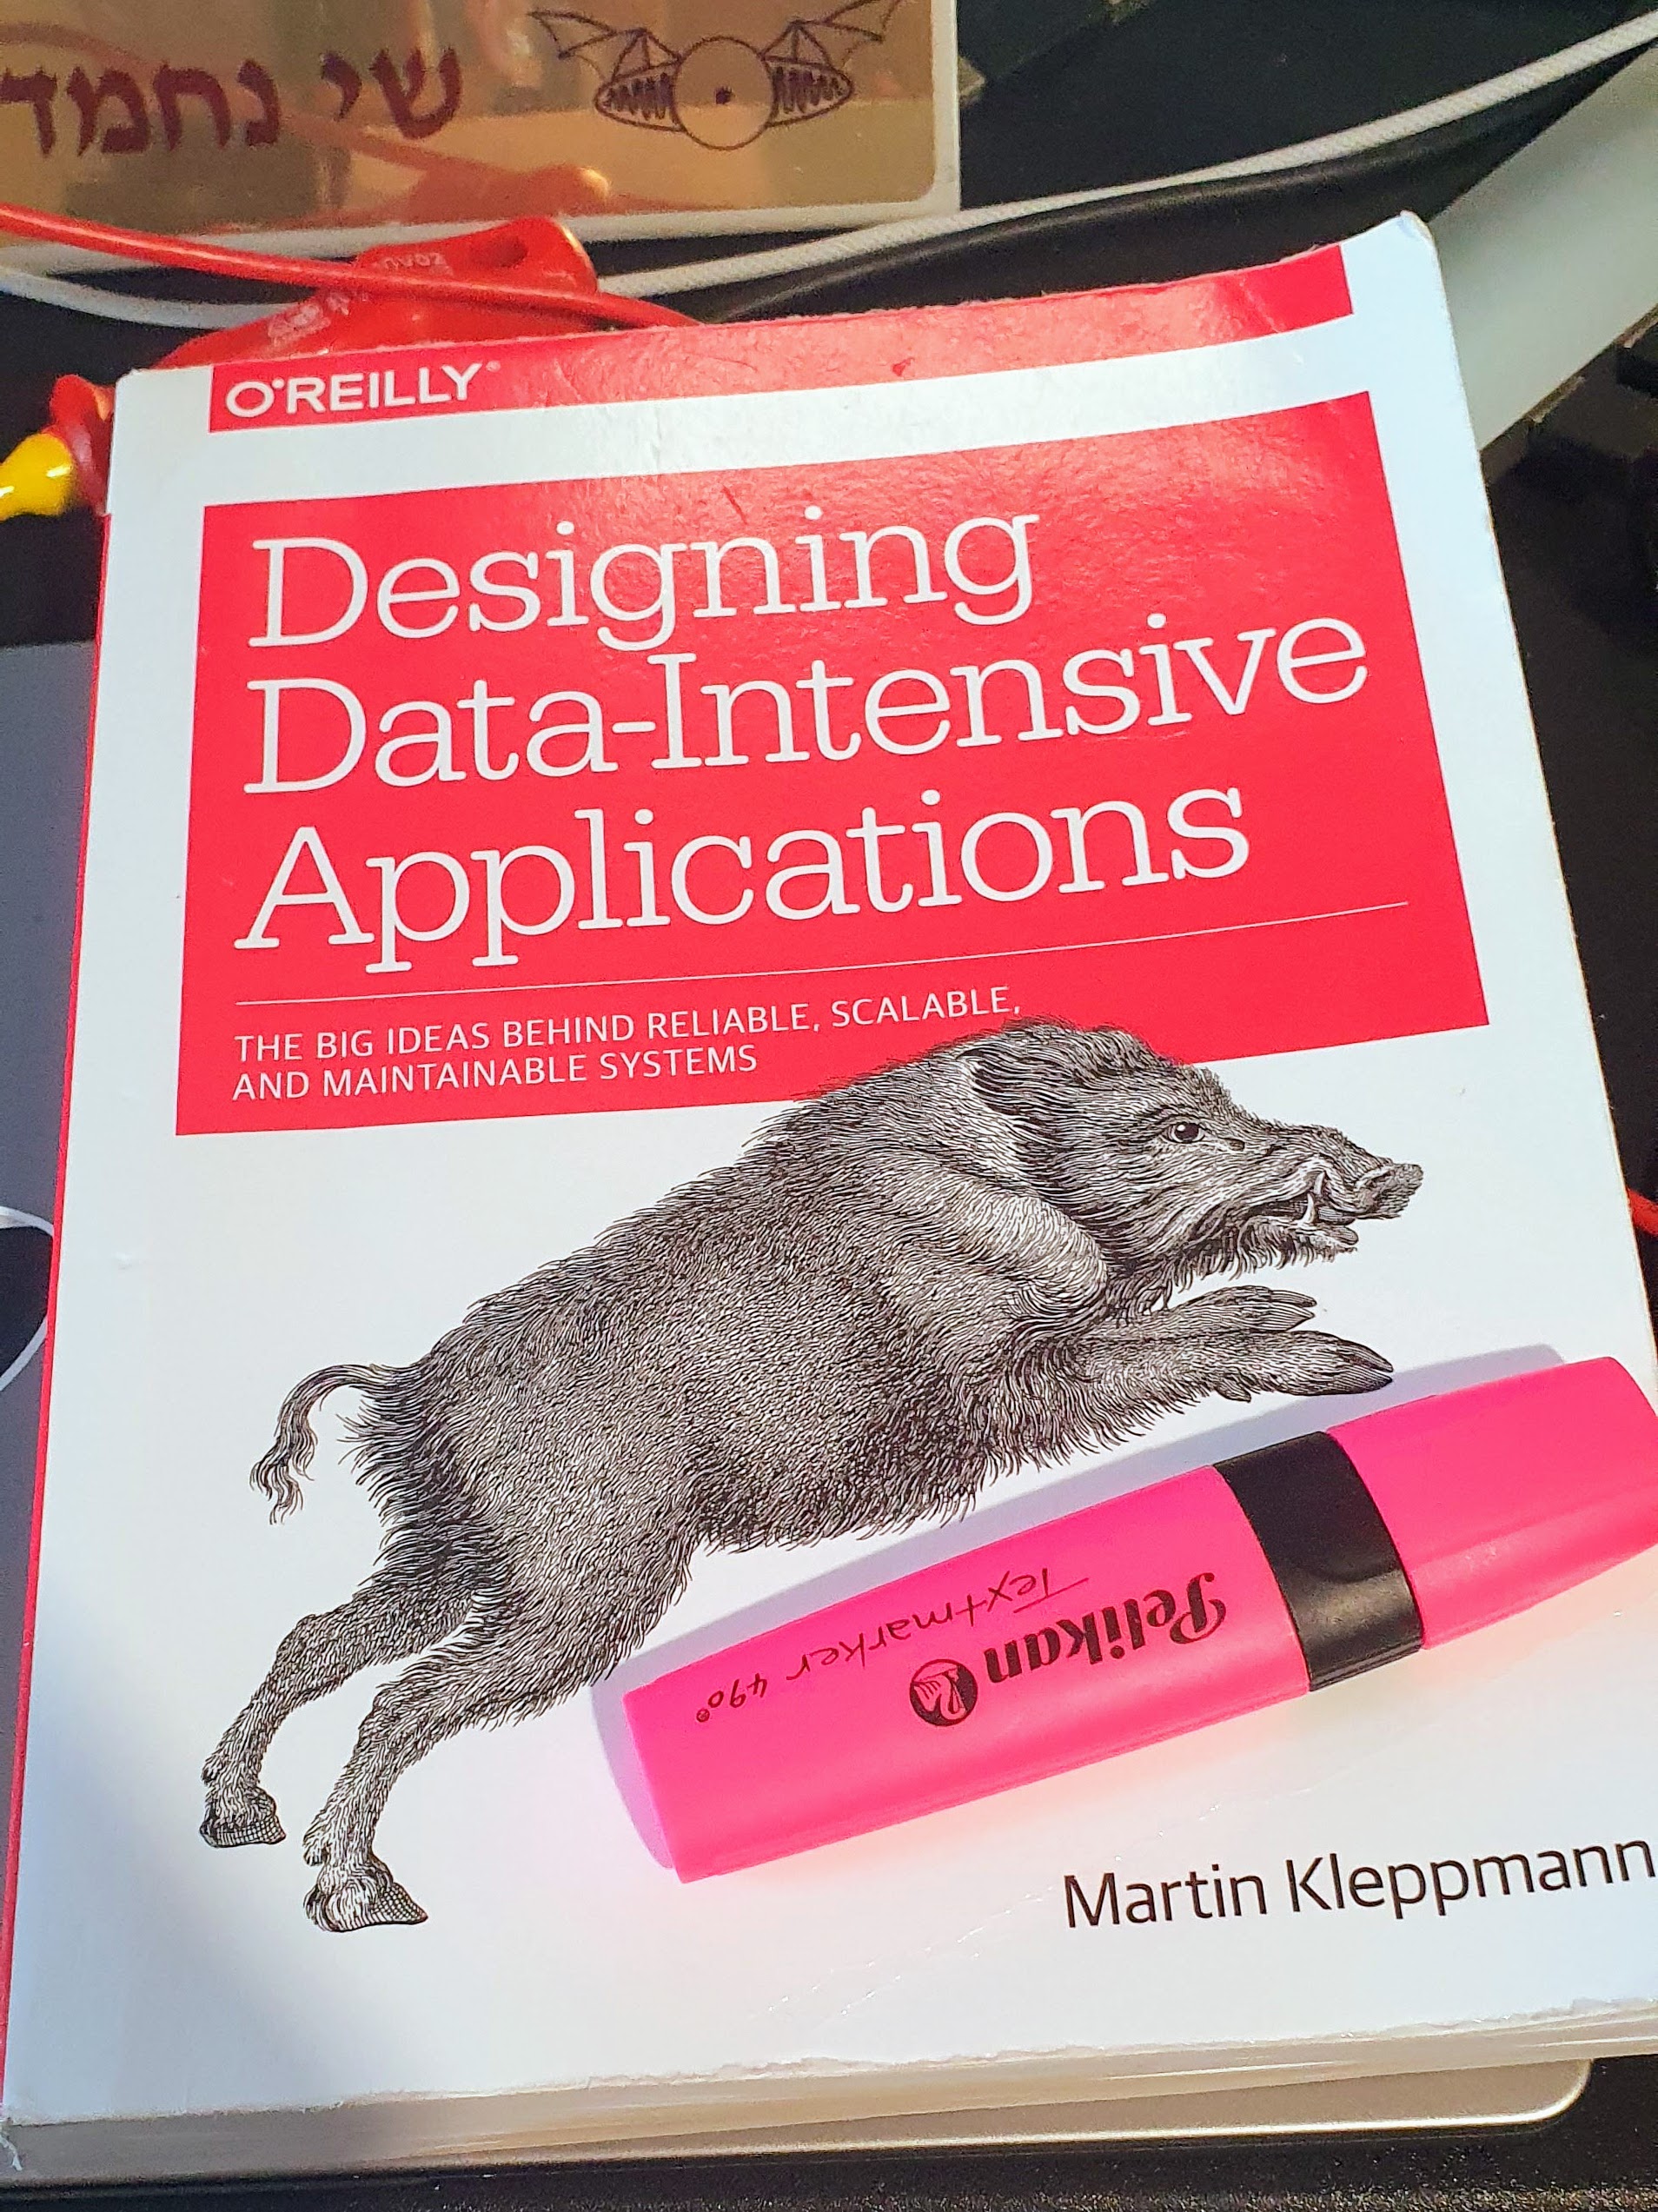 שי נחמד
O'REILLY®
Designing
Data-Intensive
Applications
THE BIG IDEAS BEHIND RELIABLE, SCALABLE,
AND MAINTAINABLE SYSTEMS
Pelikan
Textmarker 490®
Martin Kleppmann